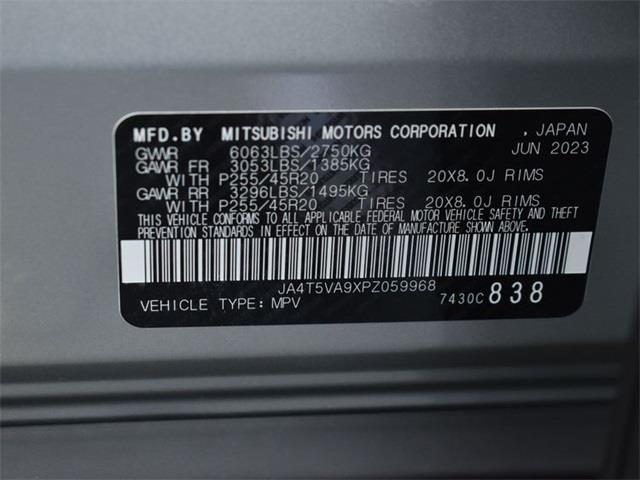 MFD.BY MITSUBISHI MOTORS CORPORATION , JAPAN
GVWR 6063LBS/2750KG JUN 2023
GAWR FR 3053LBS/1385KG
WITH P255/45R20 TIRES 20X8.0J RIMS
GAWR RR 3296LBS/1495KG
WITH P255/45R20 TIRES 20X8.0J RIMS
THIS VEHICLE CONFORMS TO ALL APPLICABLE FEDERAL MOTOR VEHICLE SAFETY AND THEFT
PREVENTION STANDARDS IN EFFECT ON THE DATE OF MANUFACTURE SHOWN ABOVE.
JA4T5VA9XPZ059968
VEHICLE TYPE: MPV 7430C 838